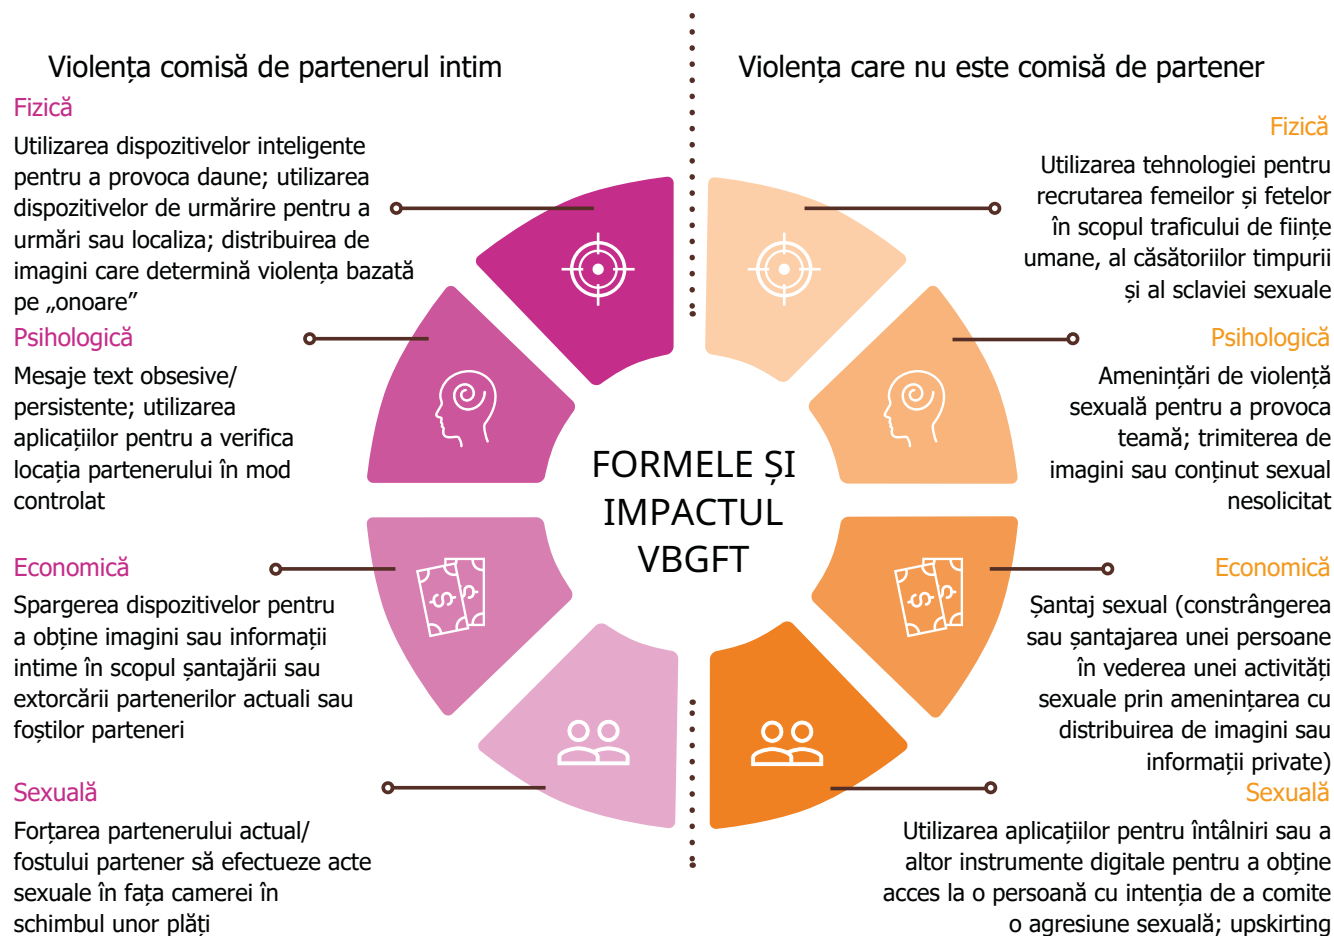 Violența comisă de partenerul intim
Fizică
Utilizarea dispozitivelor inteligente
pentru a provoca daune; utilizarea
dispozitivelor de urmărire pentru a
urmări sau localiza; distribuirea de
imagini care determină violența bazată
pe „onoare”
Psihologică
Mesaje text obsesive/
persistente; utilizarea
aplicațiilor pentru a verifica
locația partenerului în mod
controlat
Economică
Spargerea dispozitivelor pentru
a obține imagini sau informații
intime în scopul șantajării sau
extorcării partenerilor actuali sau
foștilor parteneri
Sexuală
Forțarea partenerului actual/
fostului partener să efectueze acte
sexuale în fața camerei în
schimbul unor plăți
FORMELE ȘI
IMPACTUL
VBGFT
Violența care nu este comisă de partener
Fizică
Utilizarea tehnologiei pentru
recrutarea femeilor și fetelor
în scopul traficului de ființe
umane, al căsătoriilor timpurii
și al sclaviei sexuale
Psihologică
Amenințări de violență
sexuală pentru a provoca
teamă; trimiterea de
imagini sau conținut sexual
nesolicitat
Economică
Șantaj sexual (constrângerea
sau șantajarea unei persoane
în vederea unei activități
sexuale prin amenințarea cu
distribuirea de imagini sau
informații private)
Sexuală
Utilizarea aplicațiilor pentru întâlniri sau a
altor instrumente digitale pentru a obține
acces la o persoană cu intenția de a comite
o agresiune sexuală; upskirting